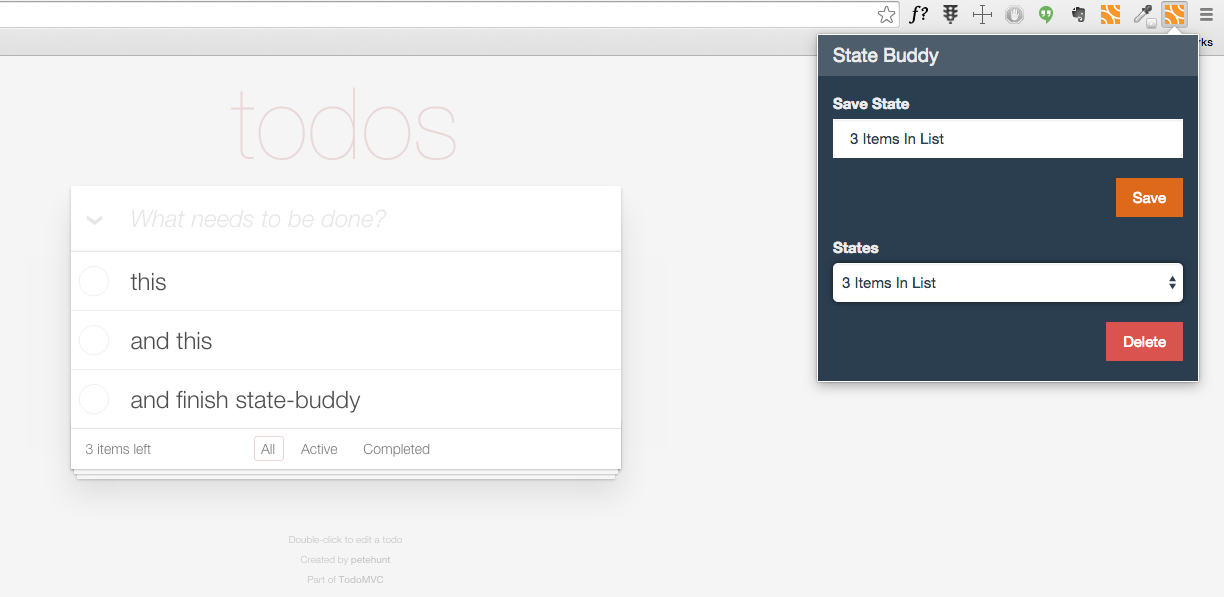 f?
rks
State Buddy
Save State
3 Items In List
Save
States
3 Items In List
Delete
todos
What needs to be done?
this
and this
and finish state-buddy
3 items left All Active Completed
Double-click to edit a todo
Created by petehunt
Part of TodoMVC